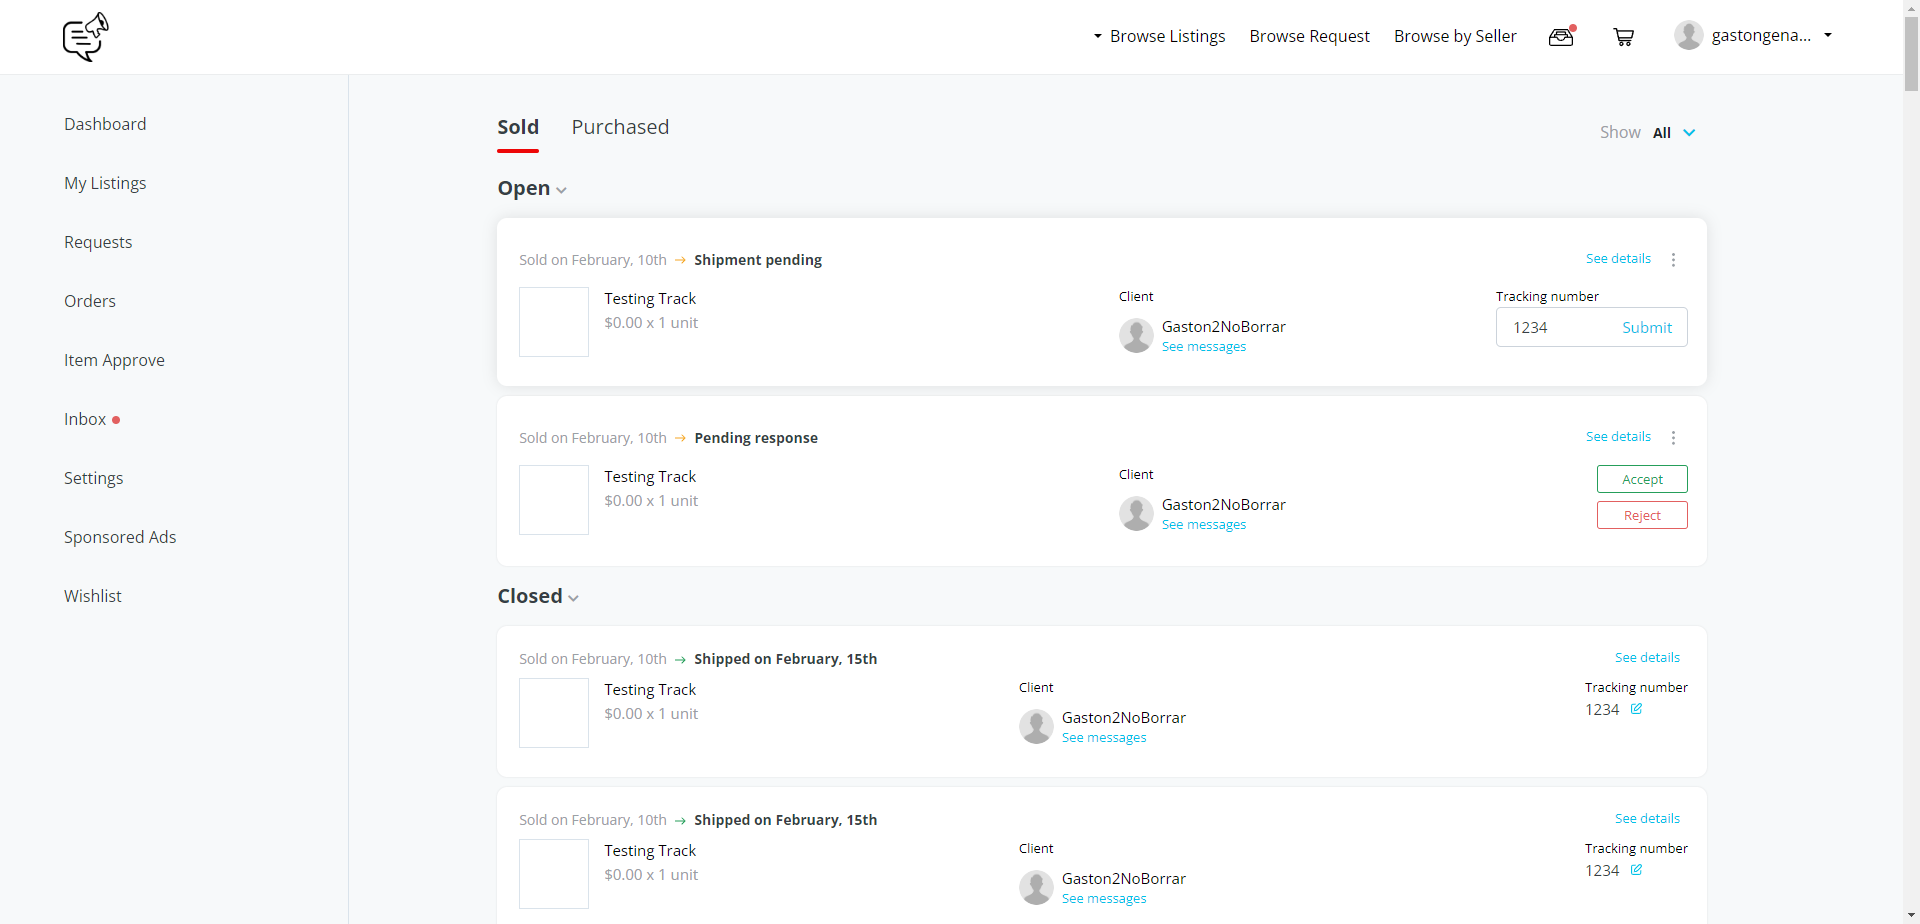 Browse Listings Browse Request Browse by Seller gastongena...
Dashboard
My Listings
Requests
Orders
Item Approve
Inbox
Settings
Sponsored Ads
Wishlist
Sold Purchased
Show All
Open
Sold on February, 10th → Shipment pending
See details
Testing Track
$0.00 x 1 unit
Client
Gaston2NoBorrar
See messages
Tracking number
1234 Submit
Sold on February, 10th → Pending response
See details
Testing Track
$0.00 x 1 unit
Client
Gaston2NoBorrar
See messages
Accept
Reject
Closed
Sold on February, 10th → Shipped on February, 15th
See details
Testing Track
$0.00 x 1 unit
Client
Gaston2NoBorrar
See messages
Tracking number
1234
Sold on February, 10th → Shipped on February, 15th
See details
Testing Track
$0.00 x 1 unit
Client
Gaston2NoBorrar
See messages
Tracking number
1234